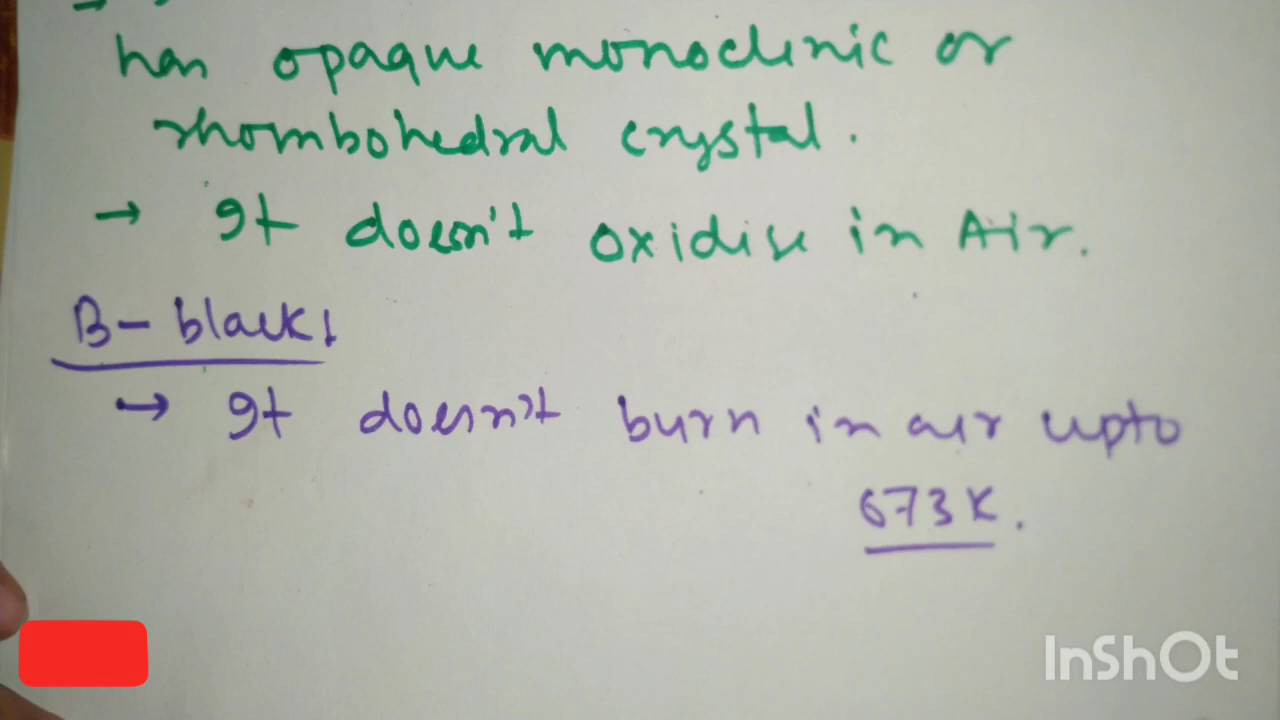 has opaque monoclinic or
rhombohedral crystal.
→ It doesn't oxidise in Air.
B- black:
→ It doesn't burn in air upto
673K.
InShOt